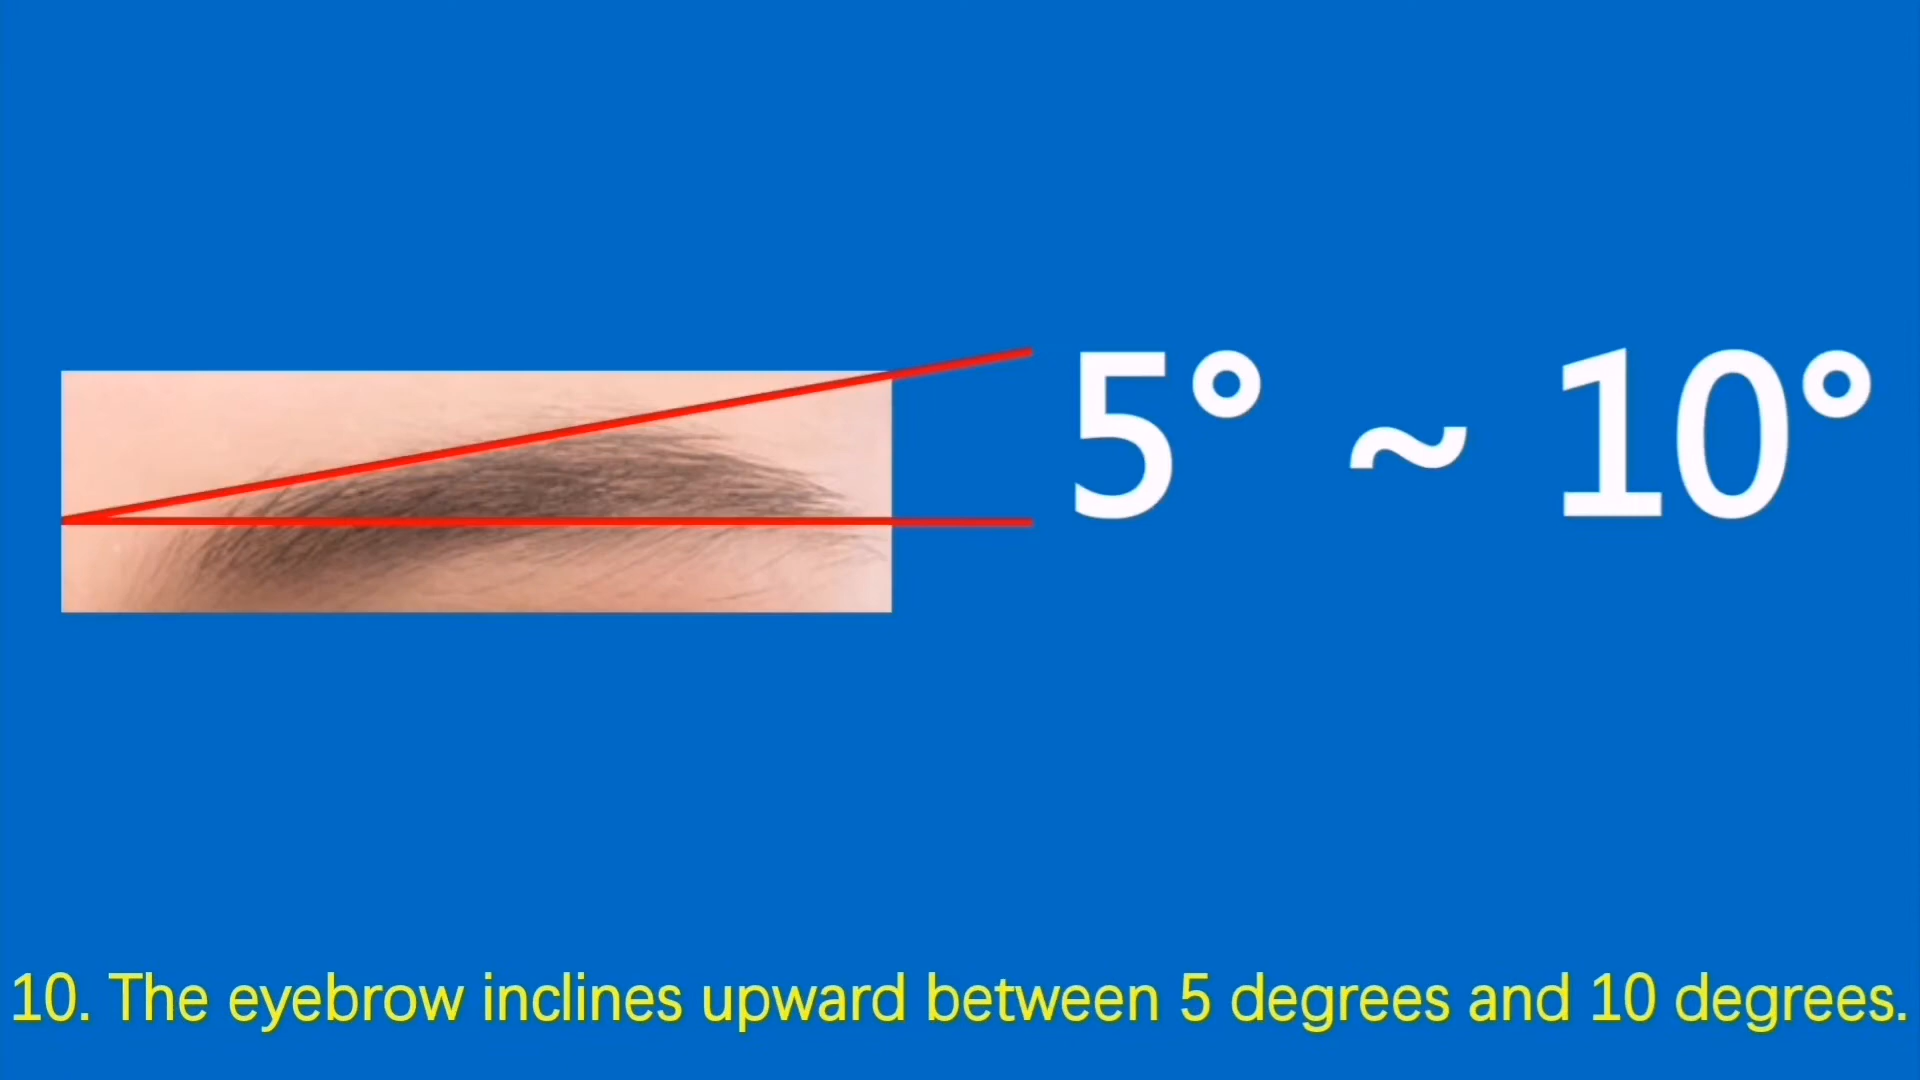 5° ~ 10°
10. The eyebrow inclines upward between 5 degrees and 10 degrees.